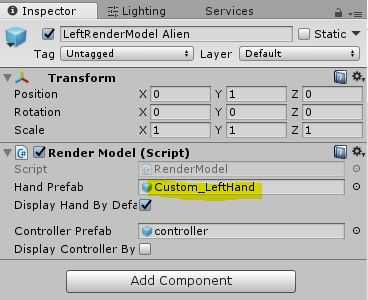 Inspector Lighting Services
LeftRenderModel Alien Static
Tag Untagged Layer Default
Transform
Position X 0 Y 1 Z 0
Rotation X 0 Y 0 Z 0
Scale X 1 Y 1 Z 1
Render Model (Script)
Script RenderModel
Hand Prefab Custom_LeftHand
Display Hand By Defa
Controller Prefab controller
Display Controller By
Add Component